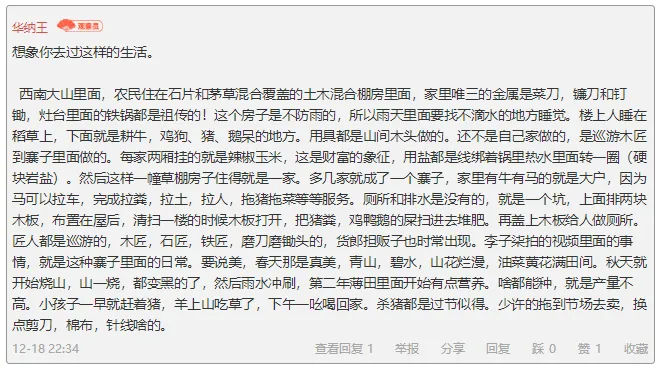 华纳王 观察员
想象你去过这样的生活。
西南大山里面，农民住在石片和茅草混合覆盖的土木混合棚房里面，家里唯三的金属是菜刀，镰刀和钉
锄，灶台里面的铁锅都是祖传的！这个房子是不防雨的，所以雨天里面要找不滴水的地方睡觉。楼上人睡在
稻草上，下面就是耕牛，鸡狗、猪、鹅呆的地方。用具都是山间木头做的。还不是自己家做的，是巡游木匠
到寨子里面做的。每家两厢挂的就是辣椒玉米，这是财富的象征，用盐都是线绑着锅里热水里面转一圈（硬
块岩盐）。然后这样一幢草棚房子住得就是一家。多几家就成了一个寨子，家里有牛有马的就是大户，因为
马可以拉车，完成拉粪，拉土，拉人，拖猪拖菜等等服务。厕所和排水是没有的，就是一个坑，上面排两块
木板，布置在屋后，清扫一楼的时候木板打开，把猪粪，鸡鸭鹅的屎扫进去堆肥。再盖上木板给人做厕所。
匠人都是巡游的，木匠，石匠，铁匠，磨刀磨锄头的，货郎担贩子也时常出现。李子柒拍的视频里面的事
情，就是这种寨子里面的日常。要说美，春天那是真美，青山，碧水，山花烂漫，油菜黄花满田间。秋天就
开始烧山，山一烧，都变黑的了，然后雨水冲刷，第二年薄田里面开始有点营养。啥都能种，就是产量不
高。小孩子一早就赶着猪，羊上山吃草了，下午一吆喝回家。杀猪都是过节似得。少许的拖到市场去卖，换
点剪刀，棉布，针线啥的。
12-18 22:34 查看回复 1 举报 分享 回复 踩 0 赞 1 收藏